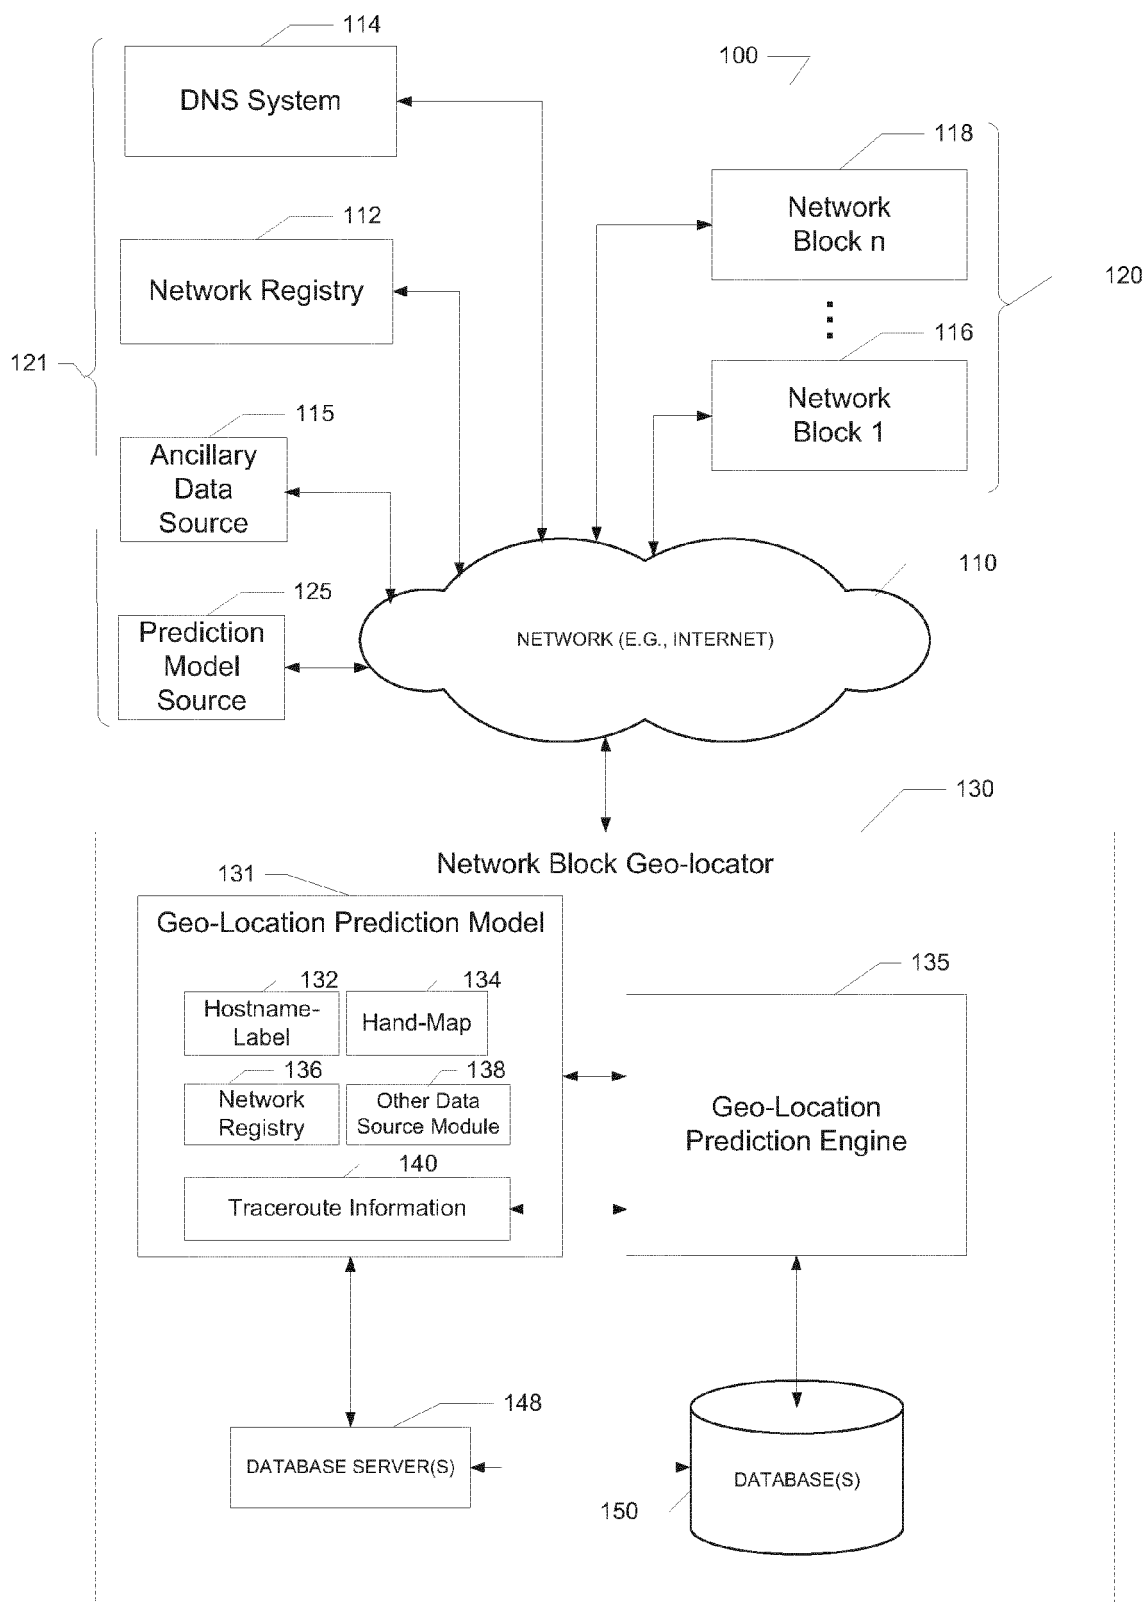 114
DNS System
100
118
Network
Block n
112
Network Registry
120
121
116
Network
Block 1
115
Ancillary
Data
Source
110
125
Prediction
Model
Source
NETWORK (E.G., INTERNET)
130
Network Block Geo-locator
131
Geo-Location Prediction Model
135
132
Hostname-
Label
134
Hand-Map
136
Network
Registry
138
Other Data
Source Module
Geo-Location
Prediction Engine
140
Traceroute Information
148
DATABASE SERVER(S)
DATABASE(S)
150